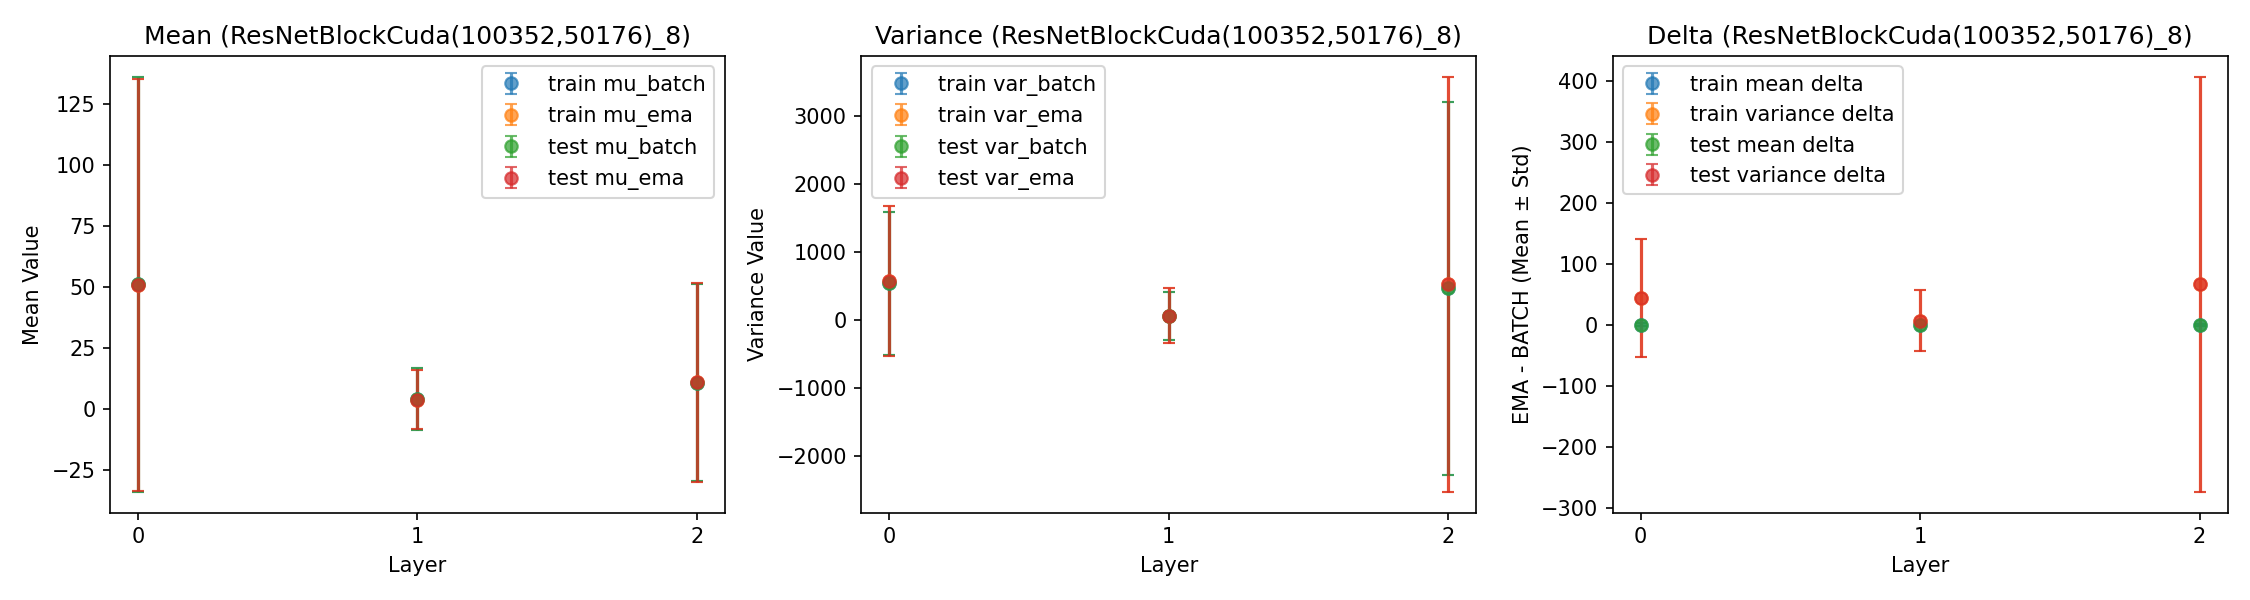 Mean (ResNetBlockCuda(100352,50176)_8)
125
100
75
50
25
0
−25
Mean Value
train mu_batch
train mu_ema
test mu_batch
test mu_ema
0
1
2
Layer
Variance (ResNetBlockCuda(100352,50176)_8)
3000
2000
1000
0
−1000
−2000
Variance Value
train var_batch
train var_ema
test var_batch
test var_ema
0
1
2
Layer
Delta (ResNetBlockCuda(100352,50176)_8)
400
300
200
100
0
−100
−200
−300
EMA - BATCH (Mean ± Std)
train mean delta
train variance delta
test mean delta
test variance delta
0
1
2
Layer